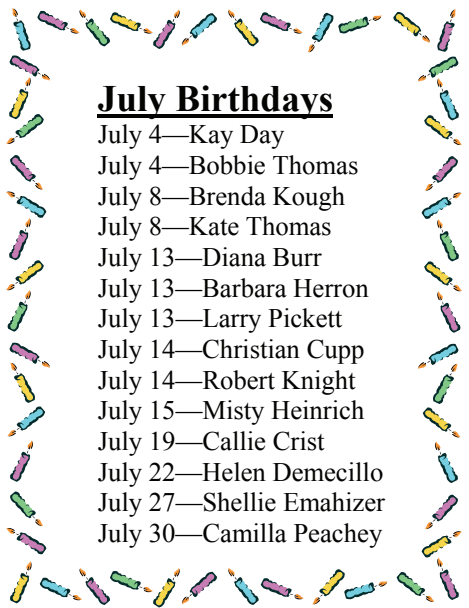 July Birthdays
July 4—Kay Day
July 4—Bobbie Thomas
July 8—Brenda Kough
July 8—Kate Thomas
July 13—Diana Burr
July 13—Barbara Herron
July 13—Larry Pickett
July 14—Christian Cupp
July 14—Robert Knight
July 15—Misty Heinrich
July 19—Callie Crist
July 22—Helen Demecillo
July 27—Shellie Emahizer
July 30—Camilla Peachey